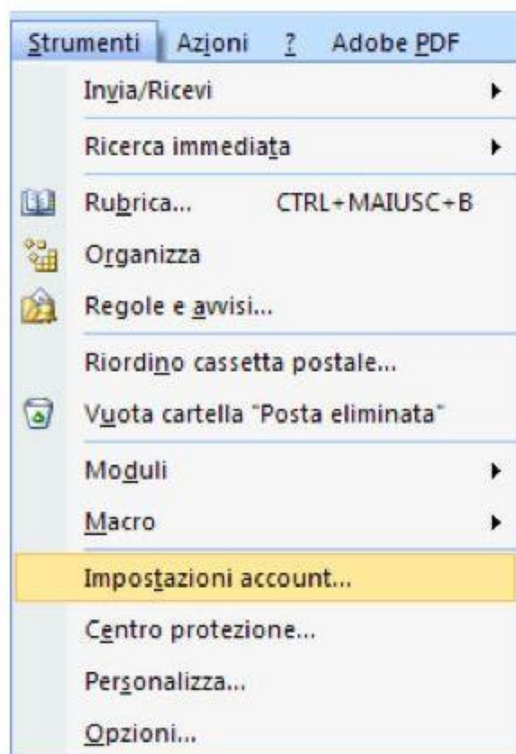 Strumenti Azioni ? Adobe PDF
Invia/Ricevi
Ricerca immediata
Rubrica... CTRL+MAIUSC+B
Organizza
Regole e avvisi...
Riordino cassetta postale...
Vuota cartella "Posta eliminata"
Moduli
Macro
Impostazioni account...
Centro protezione...
Personalizza...
Opzioni...